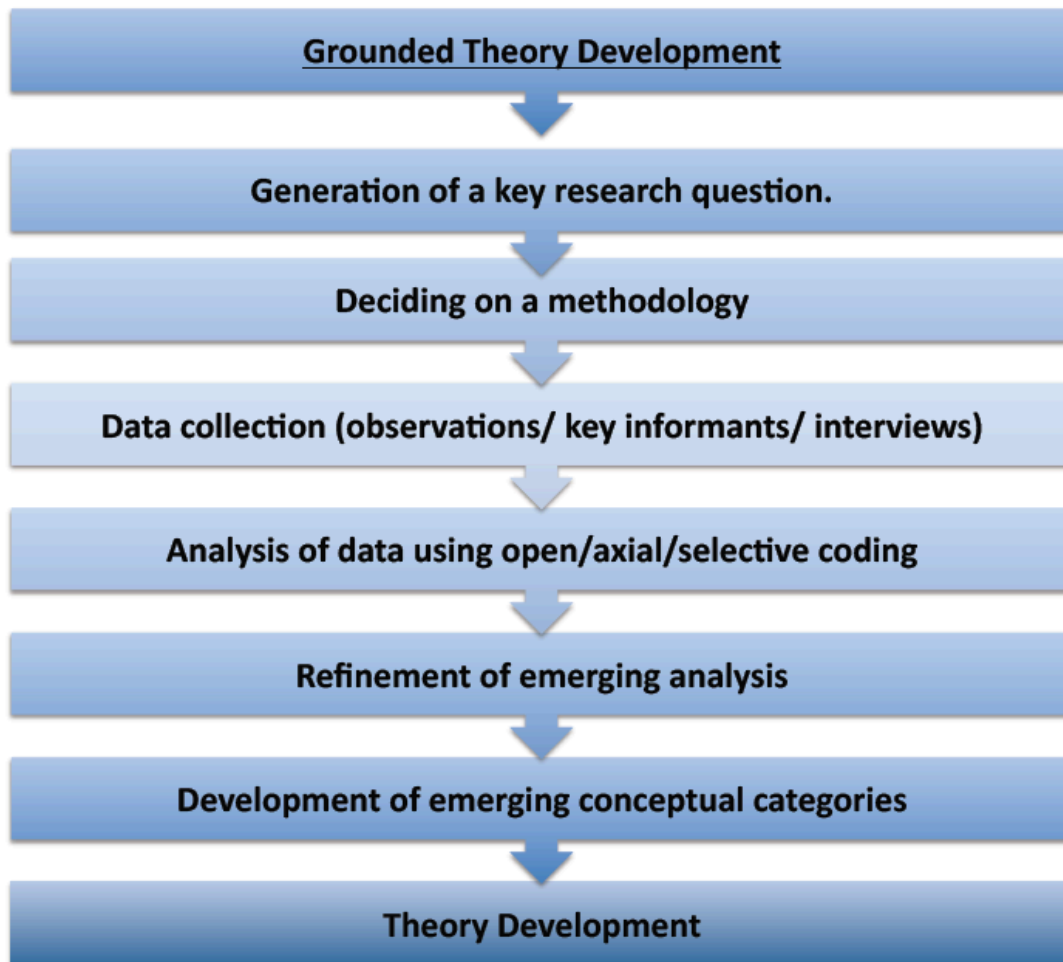 Grounded Theory Development
Generation of a key research question.
Deciding on a methodology
Data collection (observations/ key informants/ interviews)
Analysis of data using open/axial/selective coding
Refinement of emerging analysis
Development of emerging conceptual categories
Theory Development